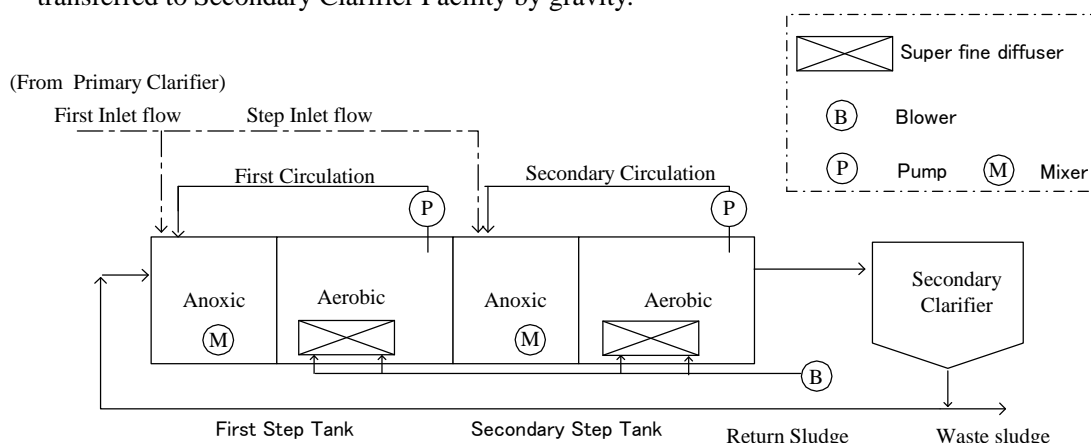 transferred to Secondary Clarifier Facility by gravity.
Super fine diffuser
(From Primary Clarifier)
First Inlet flow
Step Inlet flow
B
Blower
First Circulation
Secondary Circulation
P
Pump
M
Mixer
P
P
Anoxic
Aerobic
Anoxic
Aerobic
Secondary
Clarifier
M
M
B
First Step Tank
Secondary Step Tank
Return Sludge
Waste sludge